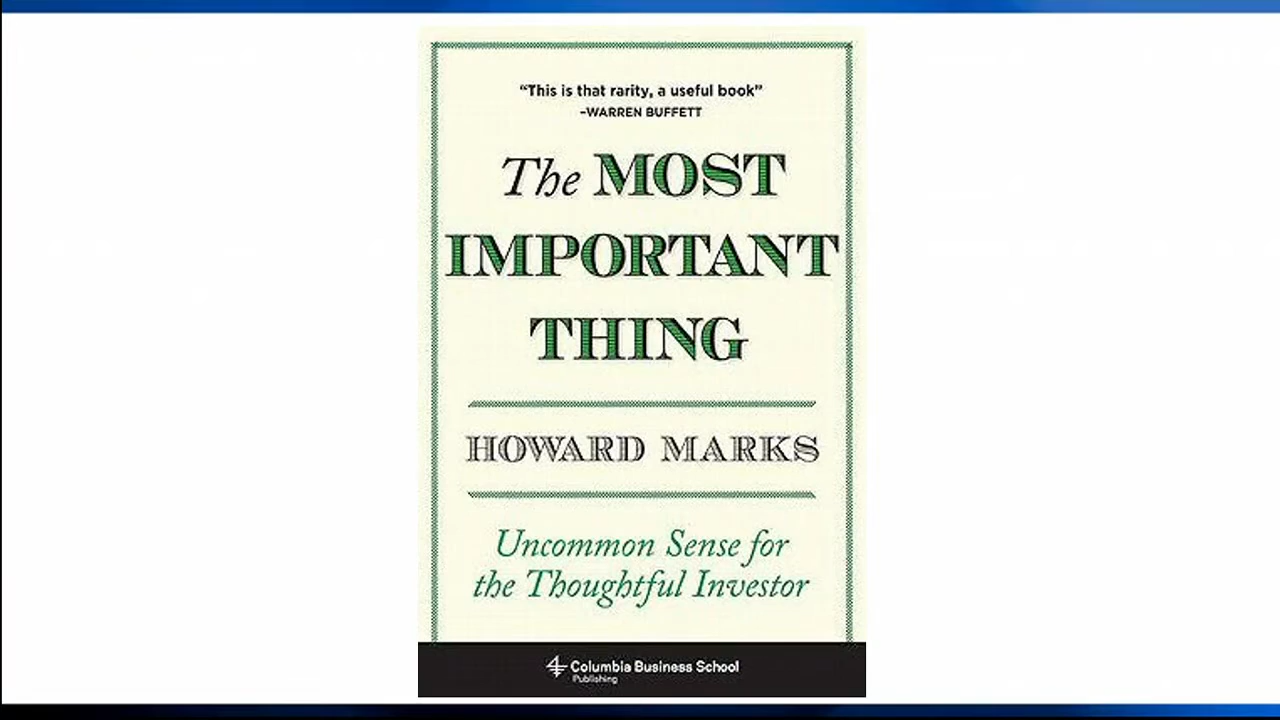 “This is that rarity, a useful book”
–WARREN BUFFETT
The MOST
IMPORTANT
THING
HOWARD MARKS
Uncommon Sense for
the Thoughtful Investor
Columbia Business School
Publishing